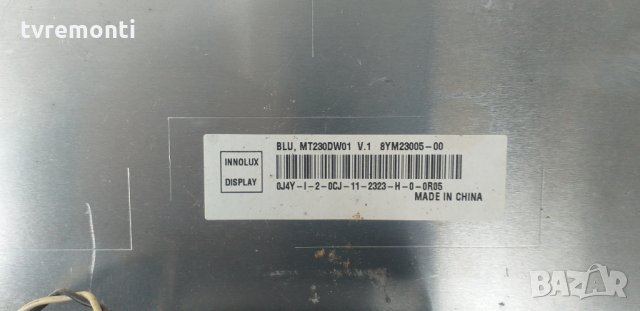 tvremonti
BLU, MT230DW01 V.1 8YM23005-00
INNOLUX
DISPLAY
0J4Y-I-2-0CJ-11-2323-H-0-0R05
MADE IN CHINA
BAZAR